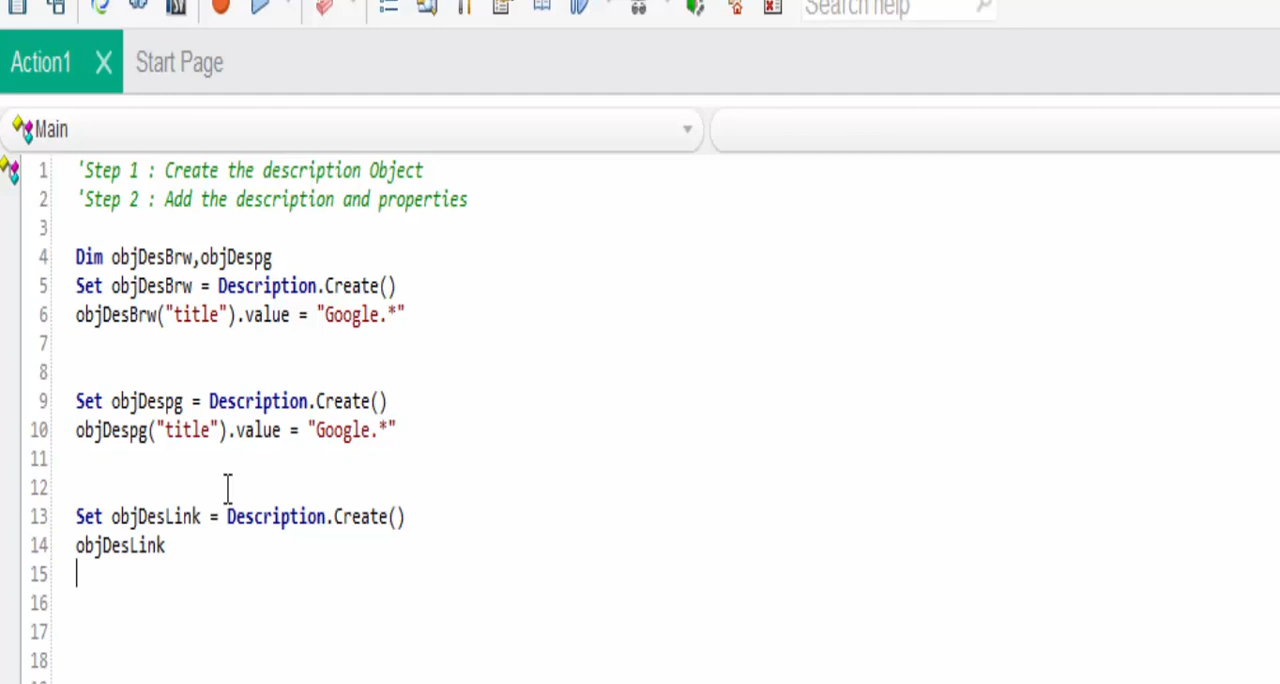 Search help
Action1
Start Page
Main
1 'Step 1 : Create the description Object
2 'Step 2 : Add the description and properties
3
4 Dim objDesBrw,objDespg
5 Set objDesBrw = Description.Create()
6 objDesBrw("title").value = "Google.*"
7
8
9 Set objDespg = Description.Create()
10 objDespg("title").value = "Google.*"
11
12
13 Set objDesLink = Description.Create()
14 objDesLink
15
16
17
18